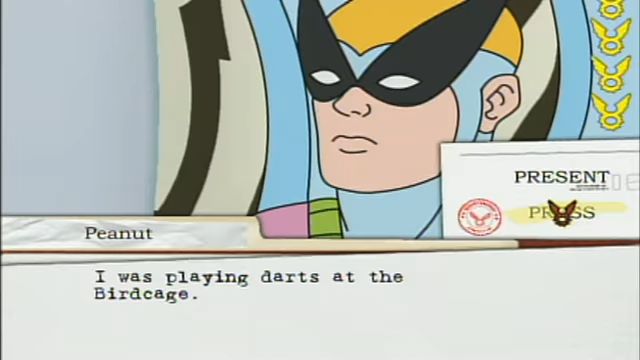 PRESENT
PRESS
Peanut
I was playing darts at the
Birdcage.